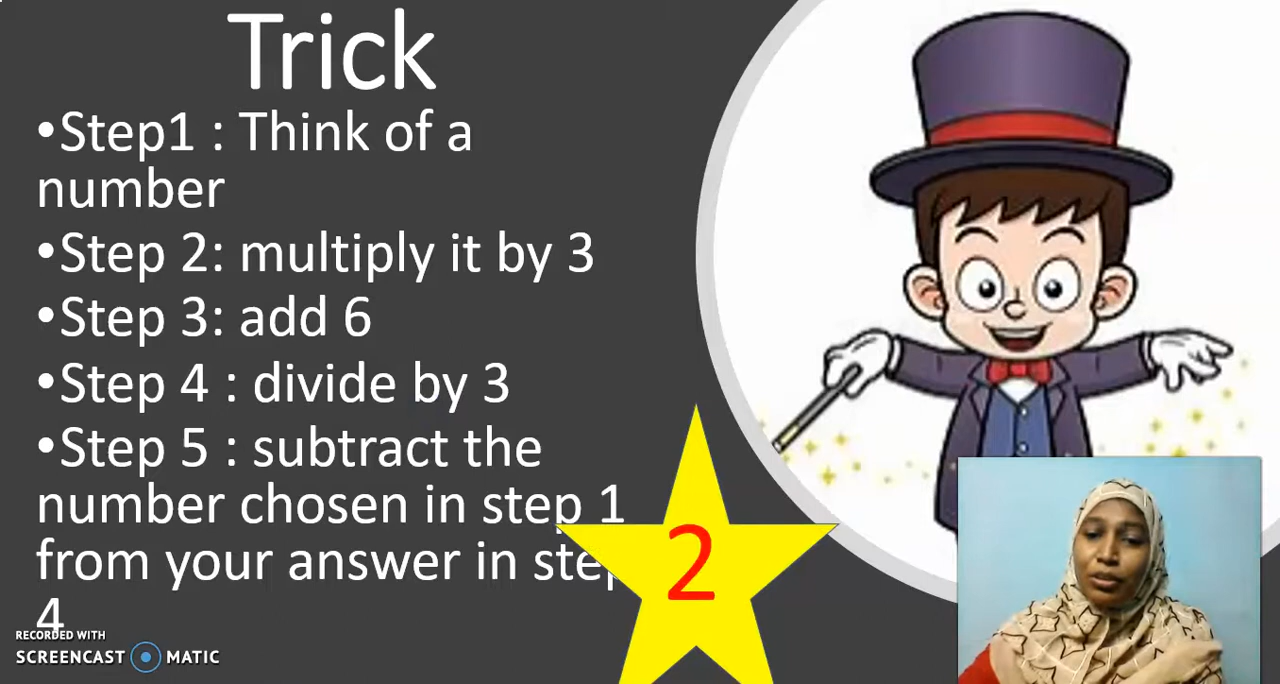 Trick
•Step1 : Think of a
number
•Step 2: multiply it by 3
•Step 3: add 6
•Step 4 : divide by 3
•Step 5 : subtract the
number chosen in step 1
from your answer in step
4
2
RECORDED WITH
SCREENCAST MATIC